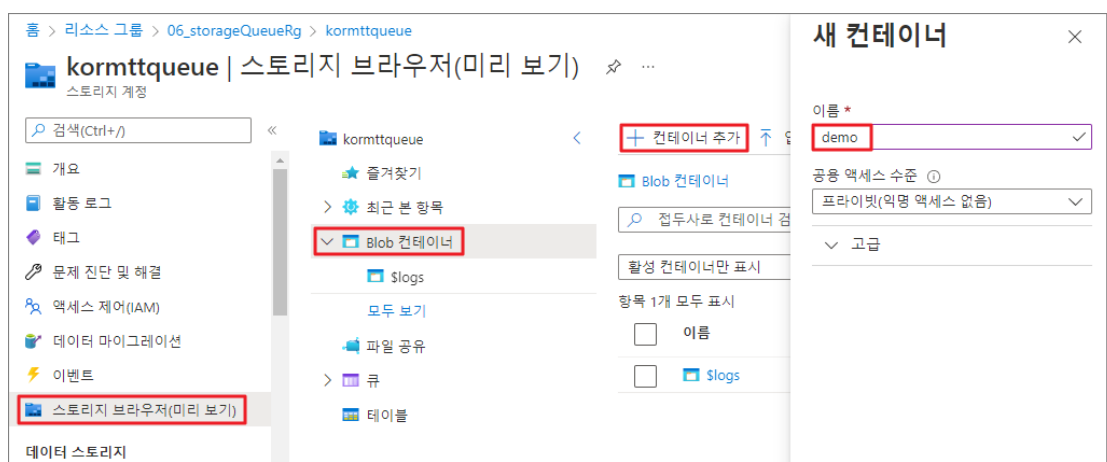 홈 > 리소스 그룹 > 06_storageQueueRg > kormttqueue
kormttqueue | 스토리지 브라우저(미리 보기)
스토리지 계정
검색(Ctrl+/)
개요
활동 로그
태그
문제 진단 및 해결
액세스 제어(IAM)
데이터 마이그레이션
이벤트
스토리지 브라우저(미리 보기)
데이터 스토리지
kormttqueue
즐겨찾기
최근 본 항목
Blob 컨테이너
$logs
모두 보기
파일 공유
큐
테이블
컨테이너 추가
Blob 컨테이너
접두사로 컨테이너 검
활성 컨테이너만 표시
항목 1개 모두 표시
이름
$logs
새 컨테이너
이름 *
demo
공용 액세스 수준
프라이빗(익명 액세스 없음)
고급